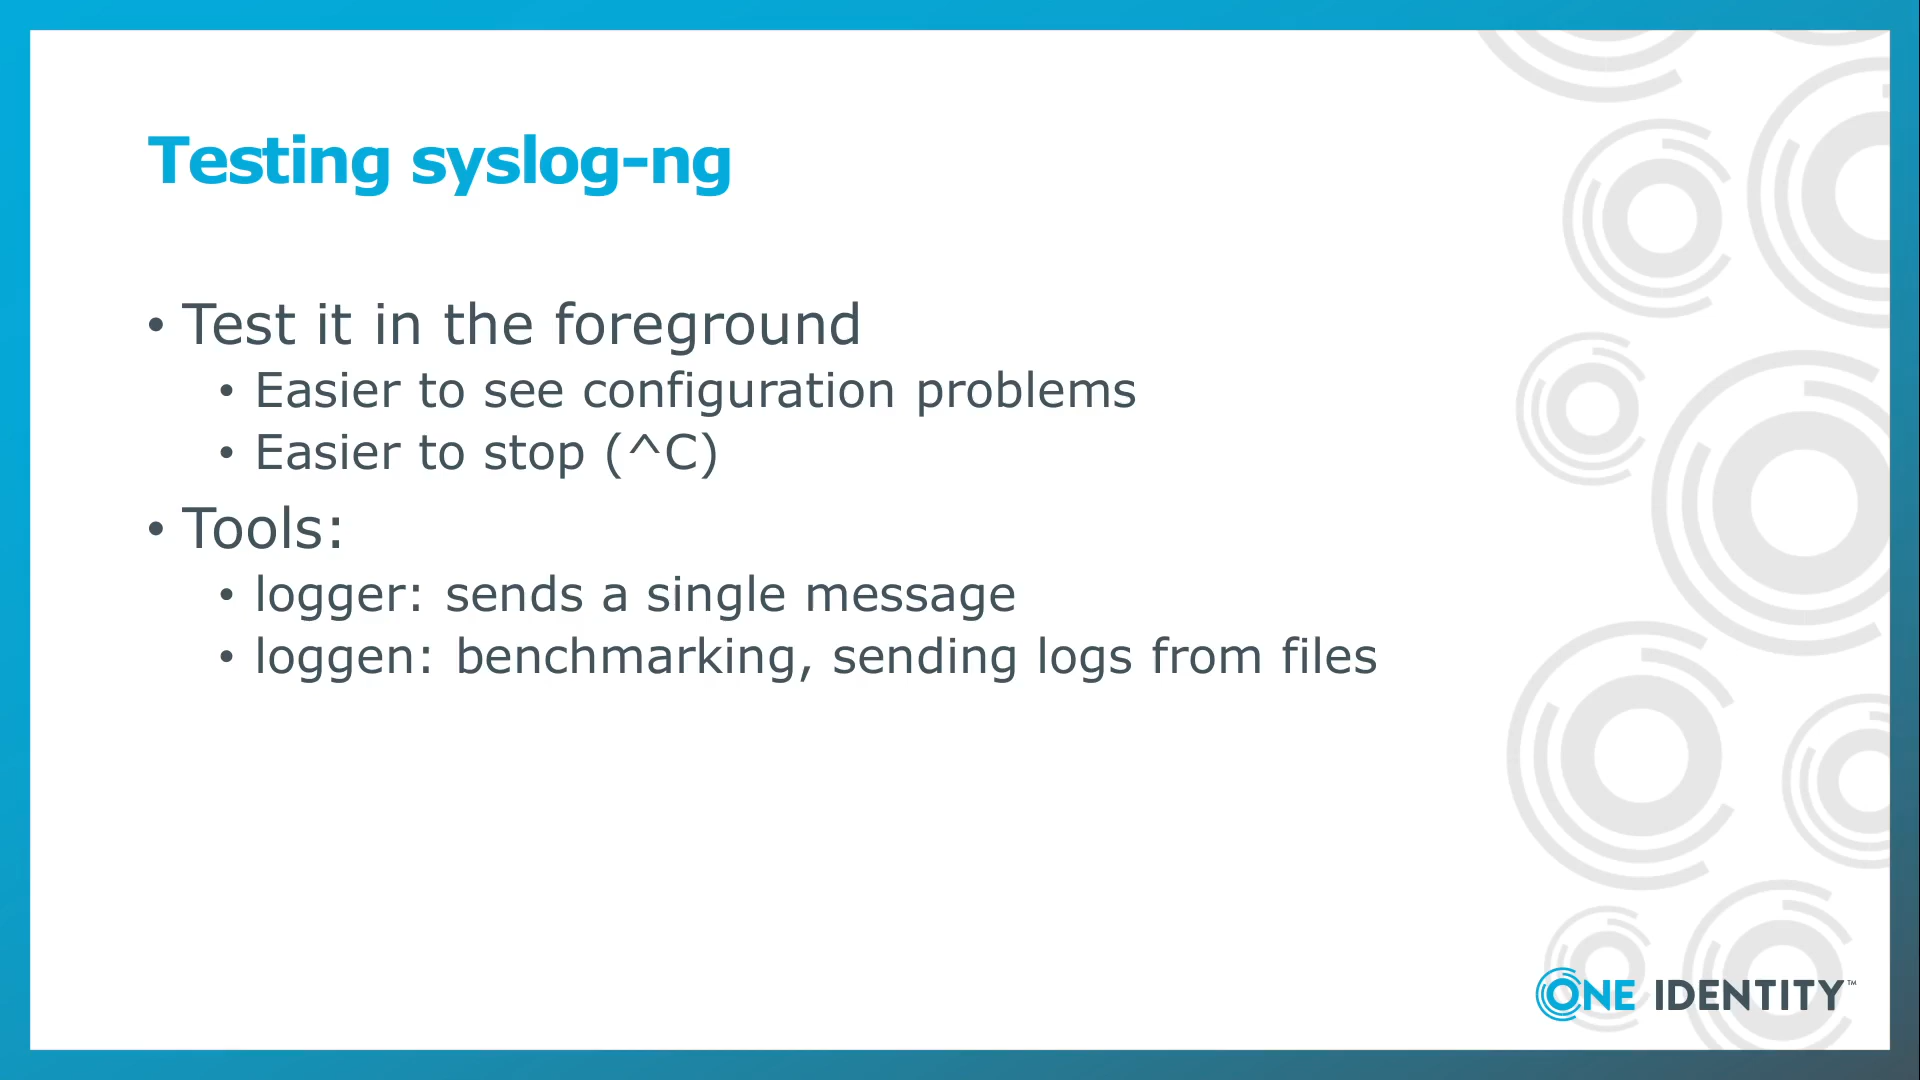 Testing syslog-ng
• Test it in the foreground
• Easier to see configuration problems
• Easier to stop (^C)
• Tools:
• logger: sends a single message
• loggen: benchmarking, sending logs from files
ONE IDENTITY™